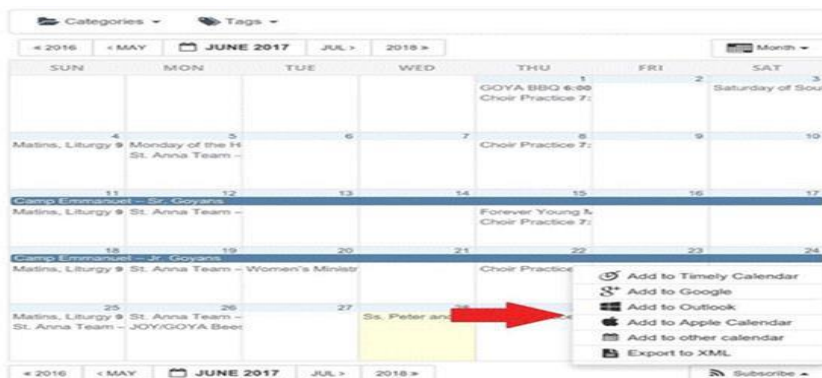 Categories Tags
« 2016 < MAY JUNE 2017 JUL > 2018 » Month
SUN MON TUE WED THU FRI SAT
1 2 3
GOYA BBQ 6:00 Saturday of Sou
Choir Practice 7:
4 5 6 7 8 9 10
Matins, Liturgy 9 Monday of the H Choir Practice 7:
St. Anna Team –
11 12 13 14 15 16 17
Camp Emmanuel – Sr. Goyans
Matins, Liturgy 9 St. Anna Team – Forever Young M
Choir Practice 7:
18 19 20 21 22 23 24
Camp Emmanuel – Jr. Goyans
Matins, Liturgy 9 St. Anna Team – Women's Ministr Choir Practice
Add to Timely Calendar
Add to Google
25 26 27
Matins, Liturgy 9 St. Anna Team – Ss. Peter and Add to Outlook
St. Anna Team – JOY/GOYA Bee Add to Apple Calendar
Add to other calendar
Export to XML
« 2016 < MAY JUNE 2017 JUL > 2018 » Subscribe